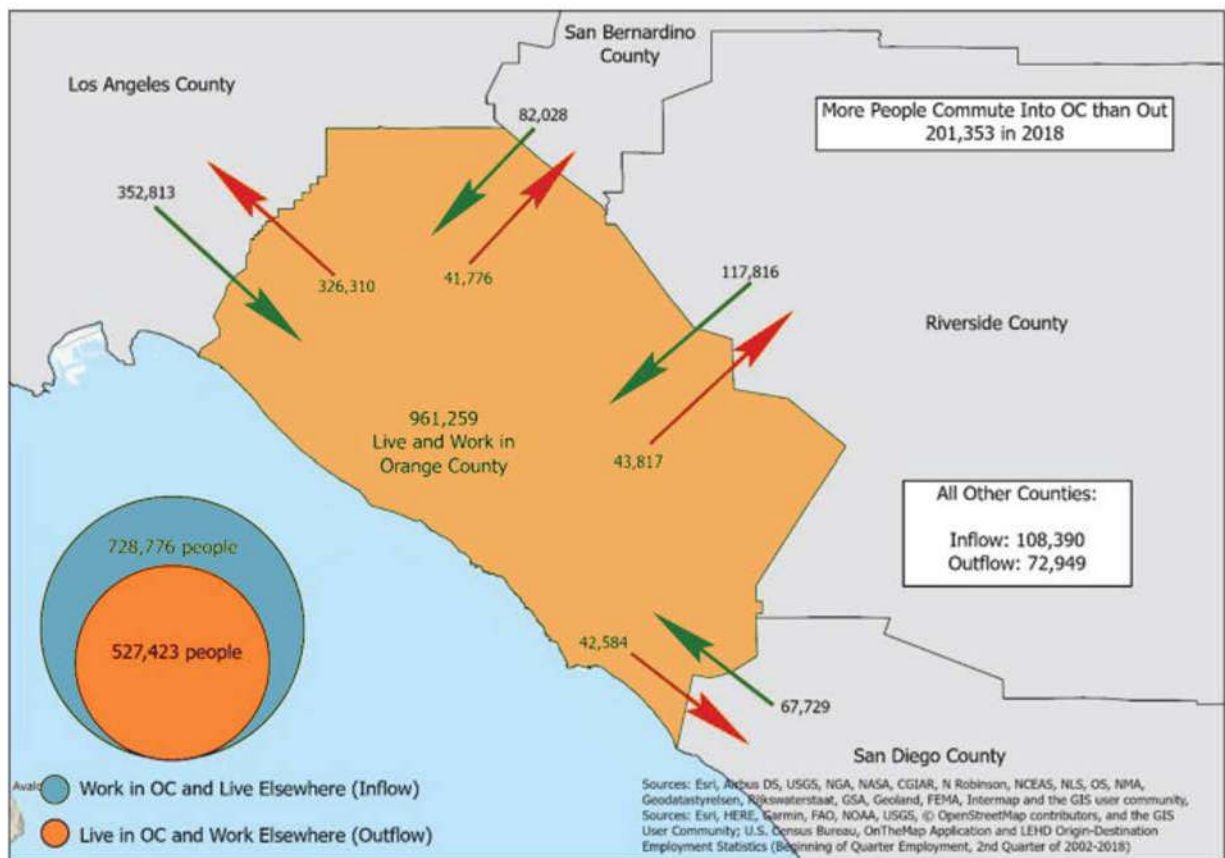 San Bernardino
County
Los Angeles County
82,028
More People Commute Into OC than Out
201,353 in 2018
352,813
326,310
41,776
117,816
Riverside County
961,259
Live and Work in
Orange County
43,817
All Other Counties:
Inflow: 108,390
Outflow: 72,949
728,776 people
527,423 people
42,584
67,729
San Diego County
Avalo
Work in OC and Live Elsewhere (Inflow)
Live in OC and Work Elsewhere (Outflow)
Sources: Esri, Airbus DS, USGS, NGA, NASA, CGIAR, N Robinson, NCEAS, NLS, OS, NMA,
Geodatastyrelsen, Rijkswaterstaat, GSA, Geoland, FEMA, Intermap and the GIS user community,
Sources: Esri, HERE, Garmin, FAO, NOAA, USGS, © OpenStreetMap contributors, and the GIS
User Community; U.S. Census Bureau, OnTheMap Application and LEHD Origin-Destination
Employment Statistics (Beginning of Quarter Employment, 2nd Quarter of 2002-2018)